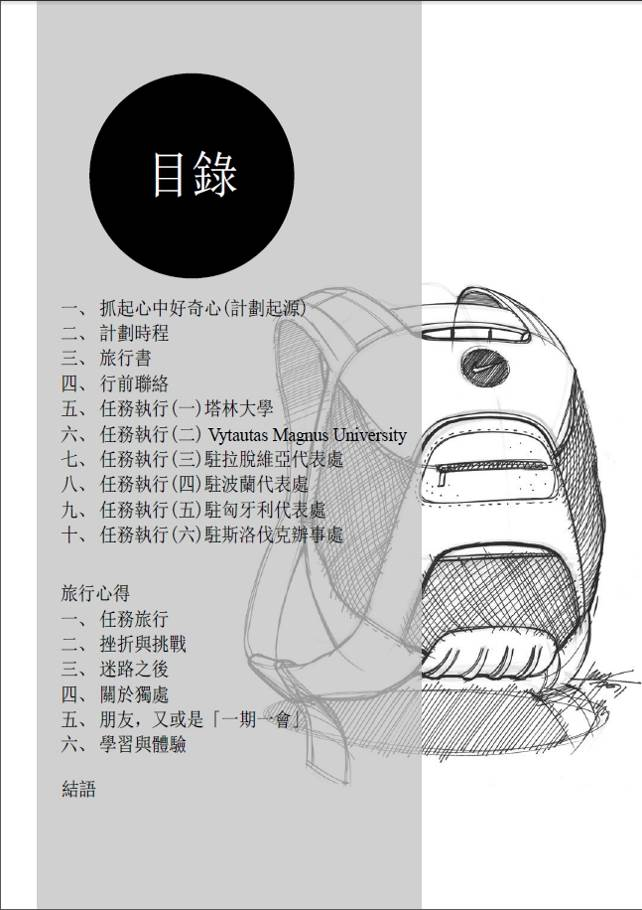 目錄
一、 抓起心中好奇心(計劃起源)
二、 計劃時程
三、 旅行書
四、 行前聯絡
五、 任務執行(一)塔林大學
六、 任務執行(二) Vytautas Magnus University
七、 任務執行(三)駐拉脫維亞代表處
八、 任務執行(四)駐波蘭代表處
九、 任務執行(五)駐匈牙利代表處
十、 任務執行(六)駐斯洛伐克辦事處
旅行心得
一、 任務旅行
二、 挫折與挑戰
三、 迷路之後
四、 關於獨處
五、 朋友，又或是「一期一會」
六、 學習與體驗
結語